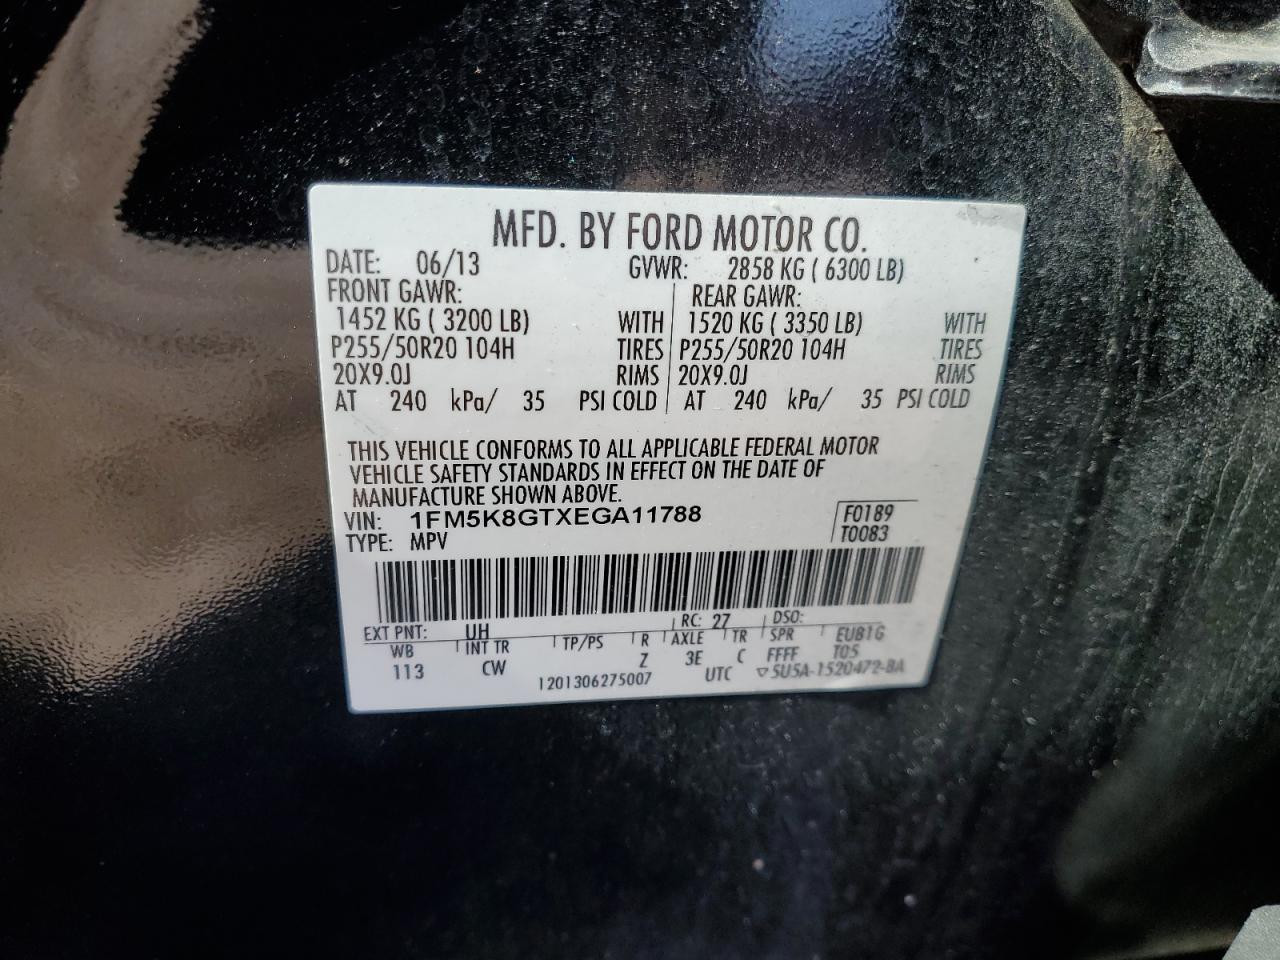 MFD. BY FORD MOTOR CO.
DATE: 06/13 GVWR: 2858 KG ( 6300 LB)
FRONT GAWR: REAR GAWR:
1452 KG ( 3200 LB) WITH 1520 KG ( 3350 LB) WITH
P255/50R20 104H TIRES P255/50R20 104H TIRES
20X9.0J RIMS 20X9.0J RIMS
AT 240 kPa/ 35 PSI COLD AT 240 kPa/ 35 PSI COLD
THIS VEHICLE CONFORMS TO ALL APPLICABLE FEDERAL MOTOR
VEHICLE SAFETY STANDARDS IN EFFECT ON THE DATE OF
MANUFACTURE SHOWN ABOVE.
VIN: 1FM5K8GTXEGA11788 F0189
TYPE: MPV T0083
EXT PNT: UH RC: 27 DSO:
WB INT TR TP/PS R AXLE TR SPR EUB1G
113 CW Z 3E C FFFF T05
1201306275007 UTC ▽5U5A-1520472-BA